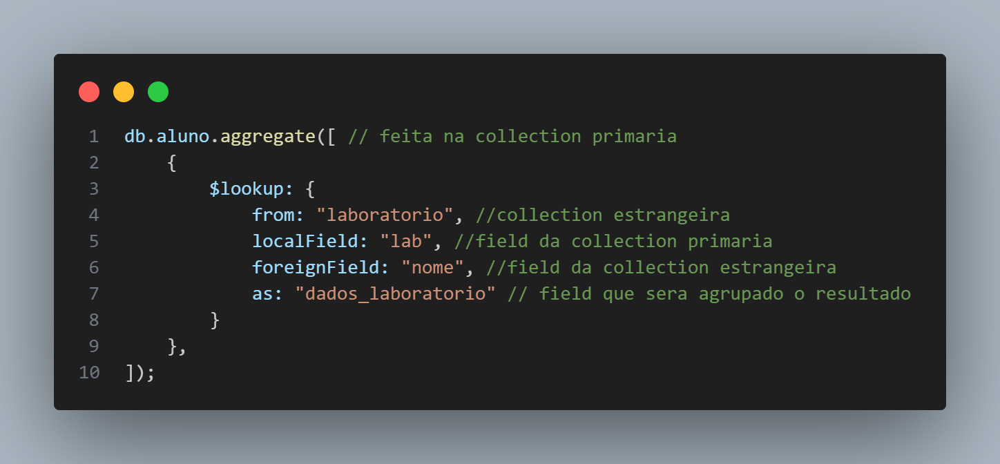 1 db.aluno.aggregate([ // feita na collection primaria
2 {
3 $lookup: {
4 from: "laboratorio", //collection estrangeira
5 localField: "lab", //field da collection primaria
6 foreignField: "nome", //field da collection estrangeira
7 as: "dados_laboratorio" // field que sera agrupado o resultado
8 }
9 },
10 ]);